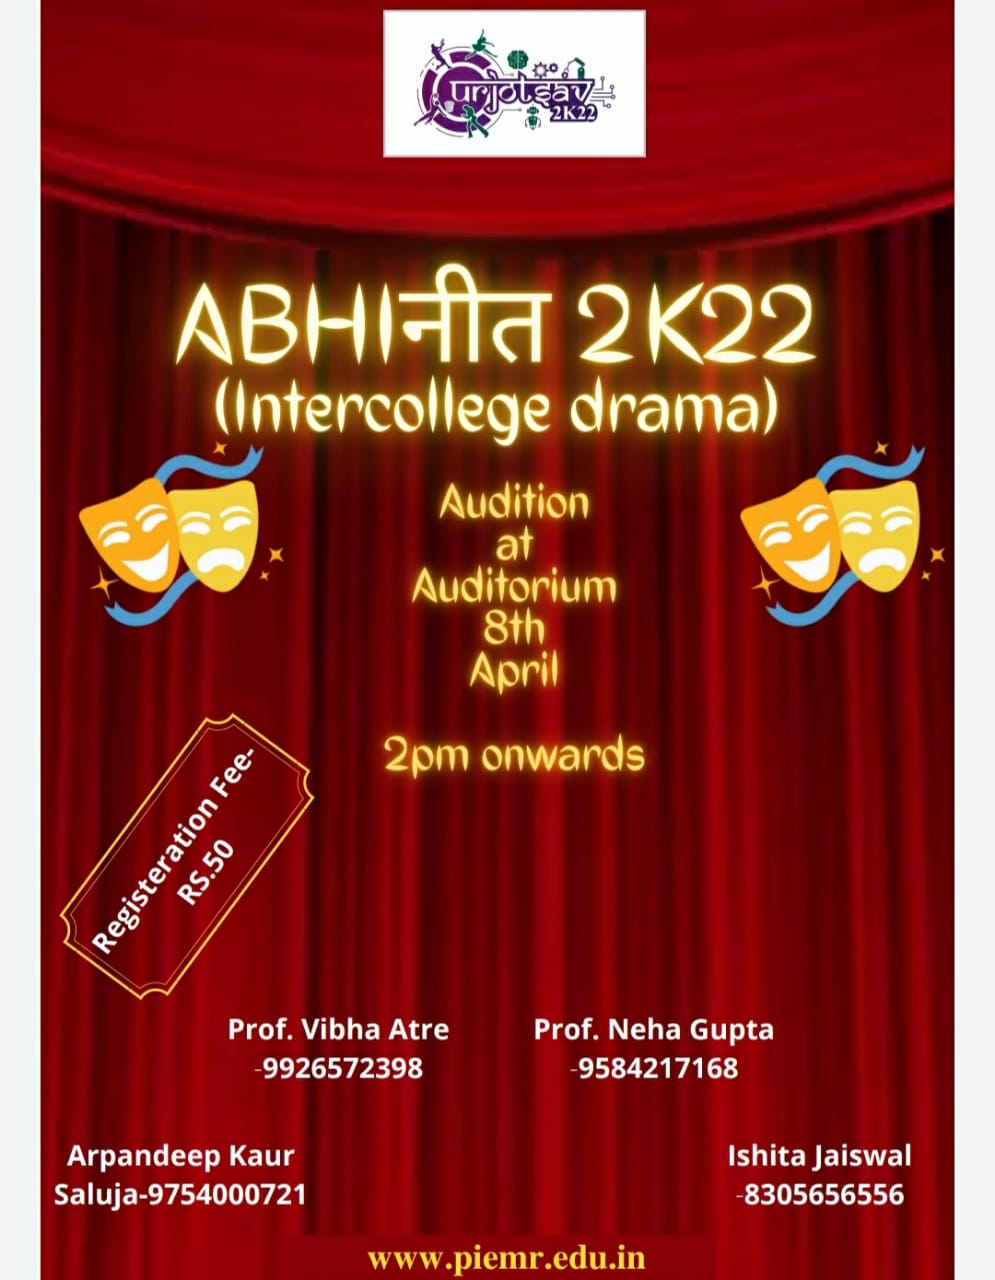 urjotsav
2K22
ABHIनीत 2K22
(Intercollege drama)
Audition
at
Auditorium
8th
April
2pm onwards
Registeration Fee-
RS.50
Prof. Vibha Atre
-9926572398
Prof. Neha Gupta
-9584217168
Arpandeep Kaur
Saluja-9754000721
Ishita Jaiswal
-8305656556
www.piemr.edu.in